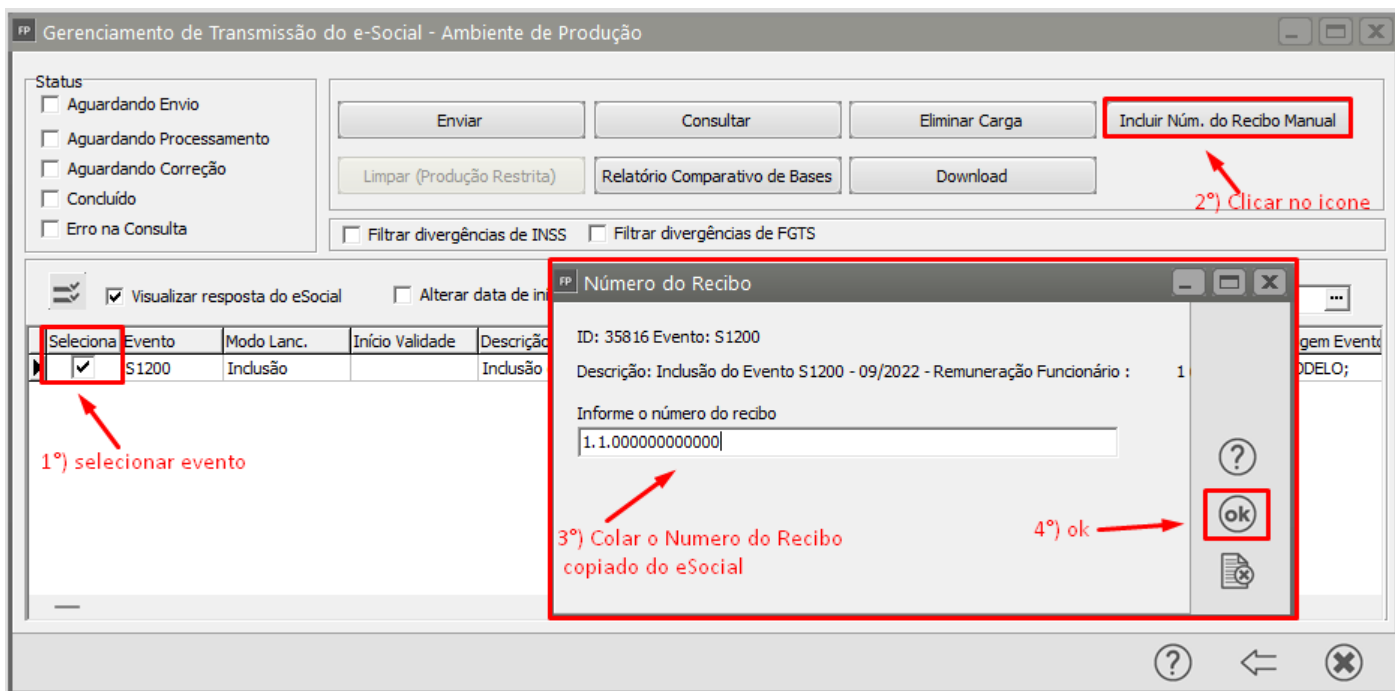 FP Gerenciamento de Transmissão do e-Social - Ambiente de Produção
Status
Aguardando Envio
Aguardando Processamento
Aguardando Correção
Concluído
Erro na Consulta
Enviar
Consultar
Eliminar Carga
Incluir Núm. do Recibo Manual
Limpar (Produção Restrita)
Relatório Comparativo de Bases
Download
2°) Clicar no icone
Filtrar divergências de INSS
Filtrar divergências de FGTS
Visualizar resposta do eSocial
Alterar data de ini
...
Seleciona Evento Modo Lanc. Início Validade Descrição gem Evento
S1200 Inclusão Inclusão ODELO;
1°) selecionar evento
FP Número do Recibo
ID: 35816 Evento: S1200
Descrição: Inclusão do Evento S1200 - 09/2022 - Remuneração Funcionário : 1
Informe o número do recibo
1.1.000000000000
3°) Colar o Numero do Recibo
copiado do eSocial
4°) ok
?
ok
?